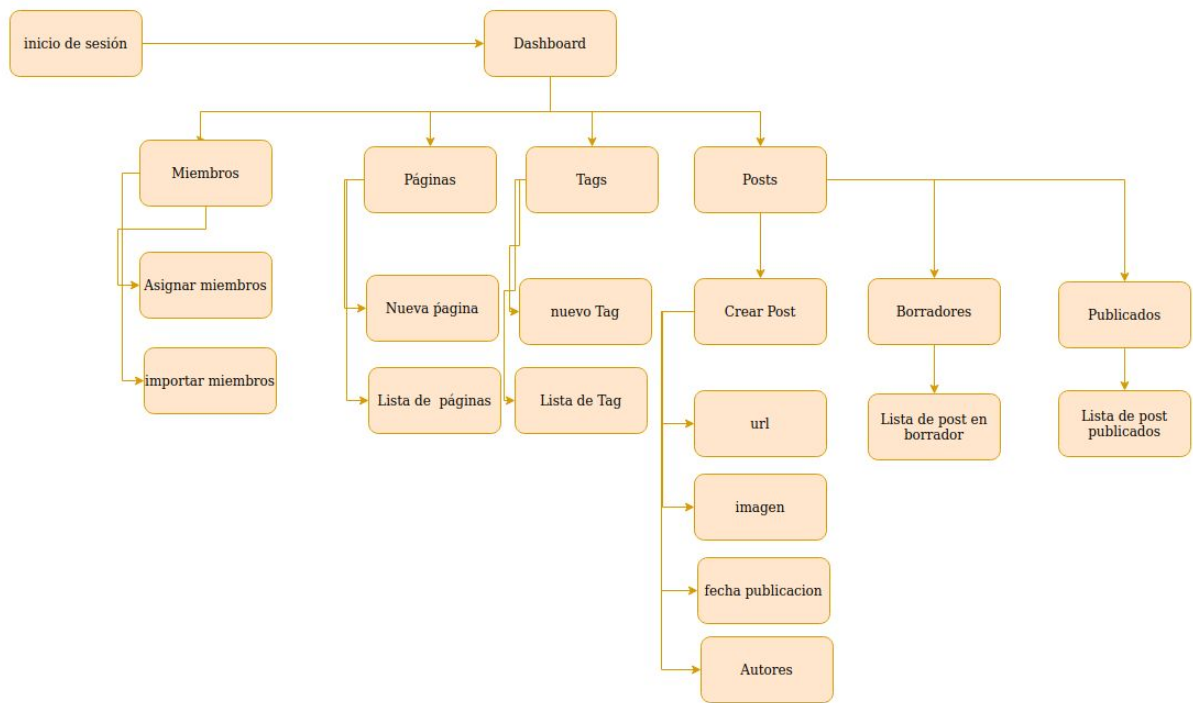 inicio de sesión
Dashboard
Miembros
Páginas
Tags
Posts
Asignar miembros
Nueva ṕagina
nuevo Tag
Crear Post
Borradores
Publicados
importar miembros
Lista de páginas
Lista de Tag
url
Lista de post en
borrador
Lista de post
publicados
imagen
fecha publicacion
Autores